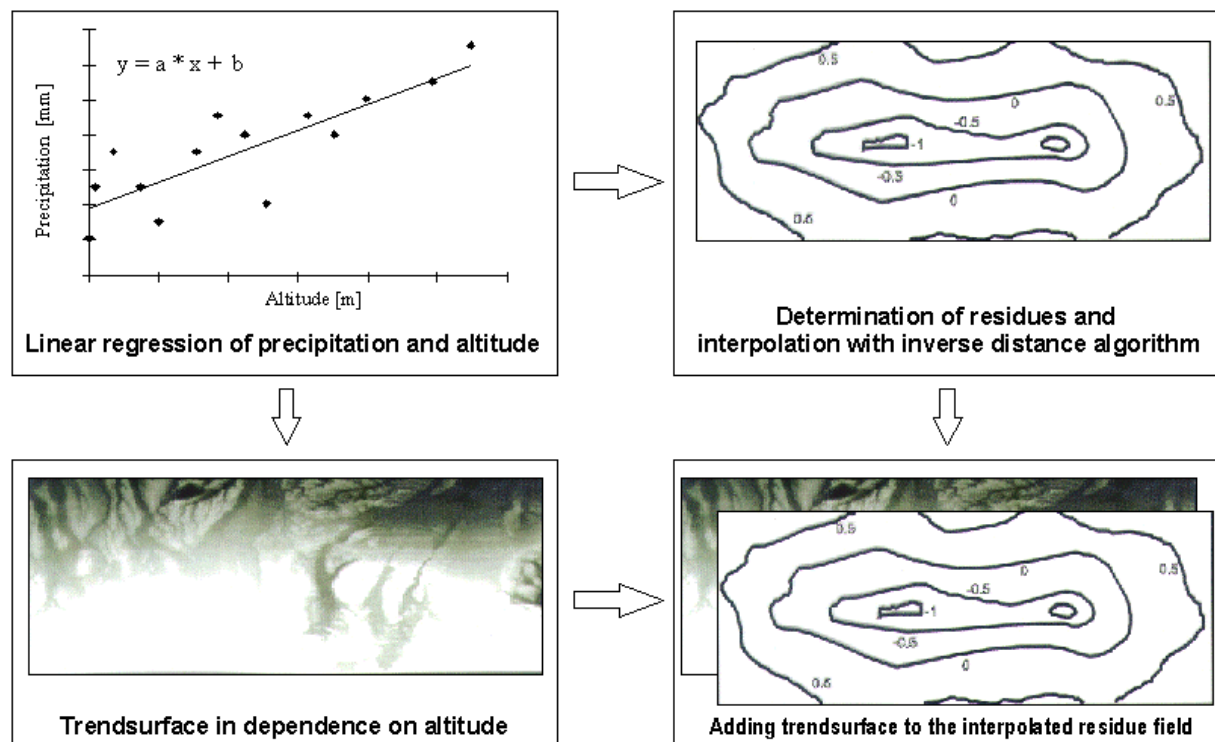 y = a * x + b
Precipitation [mm]
Altitude [m]
Linear regression of precipitation and altitude
0.5
0
0.5
-0.5
-1
-0.5
0
0.5
Determination of residues and
interpolation with inverse distance algorithm
Trendsurface in dependence on altitude
0.5
0
0.5
-0.5
-1
-0.5
0
0.5
Adding trendsurface to the interpolated residue field